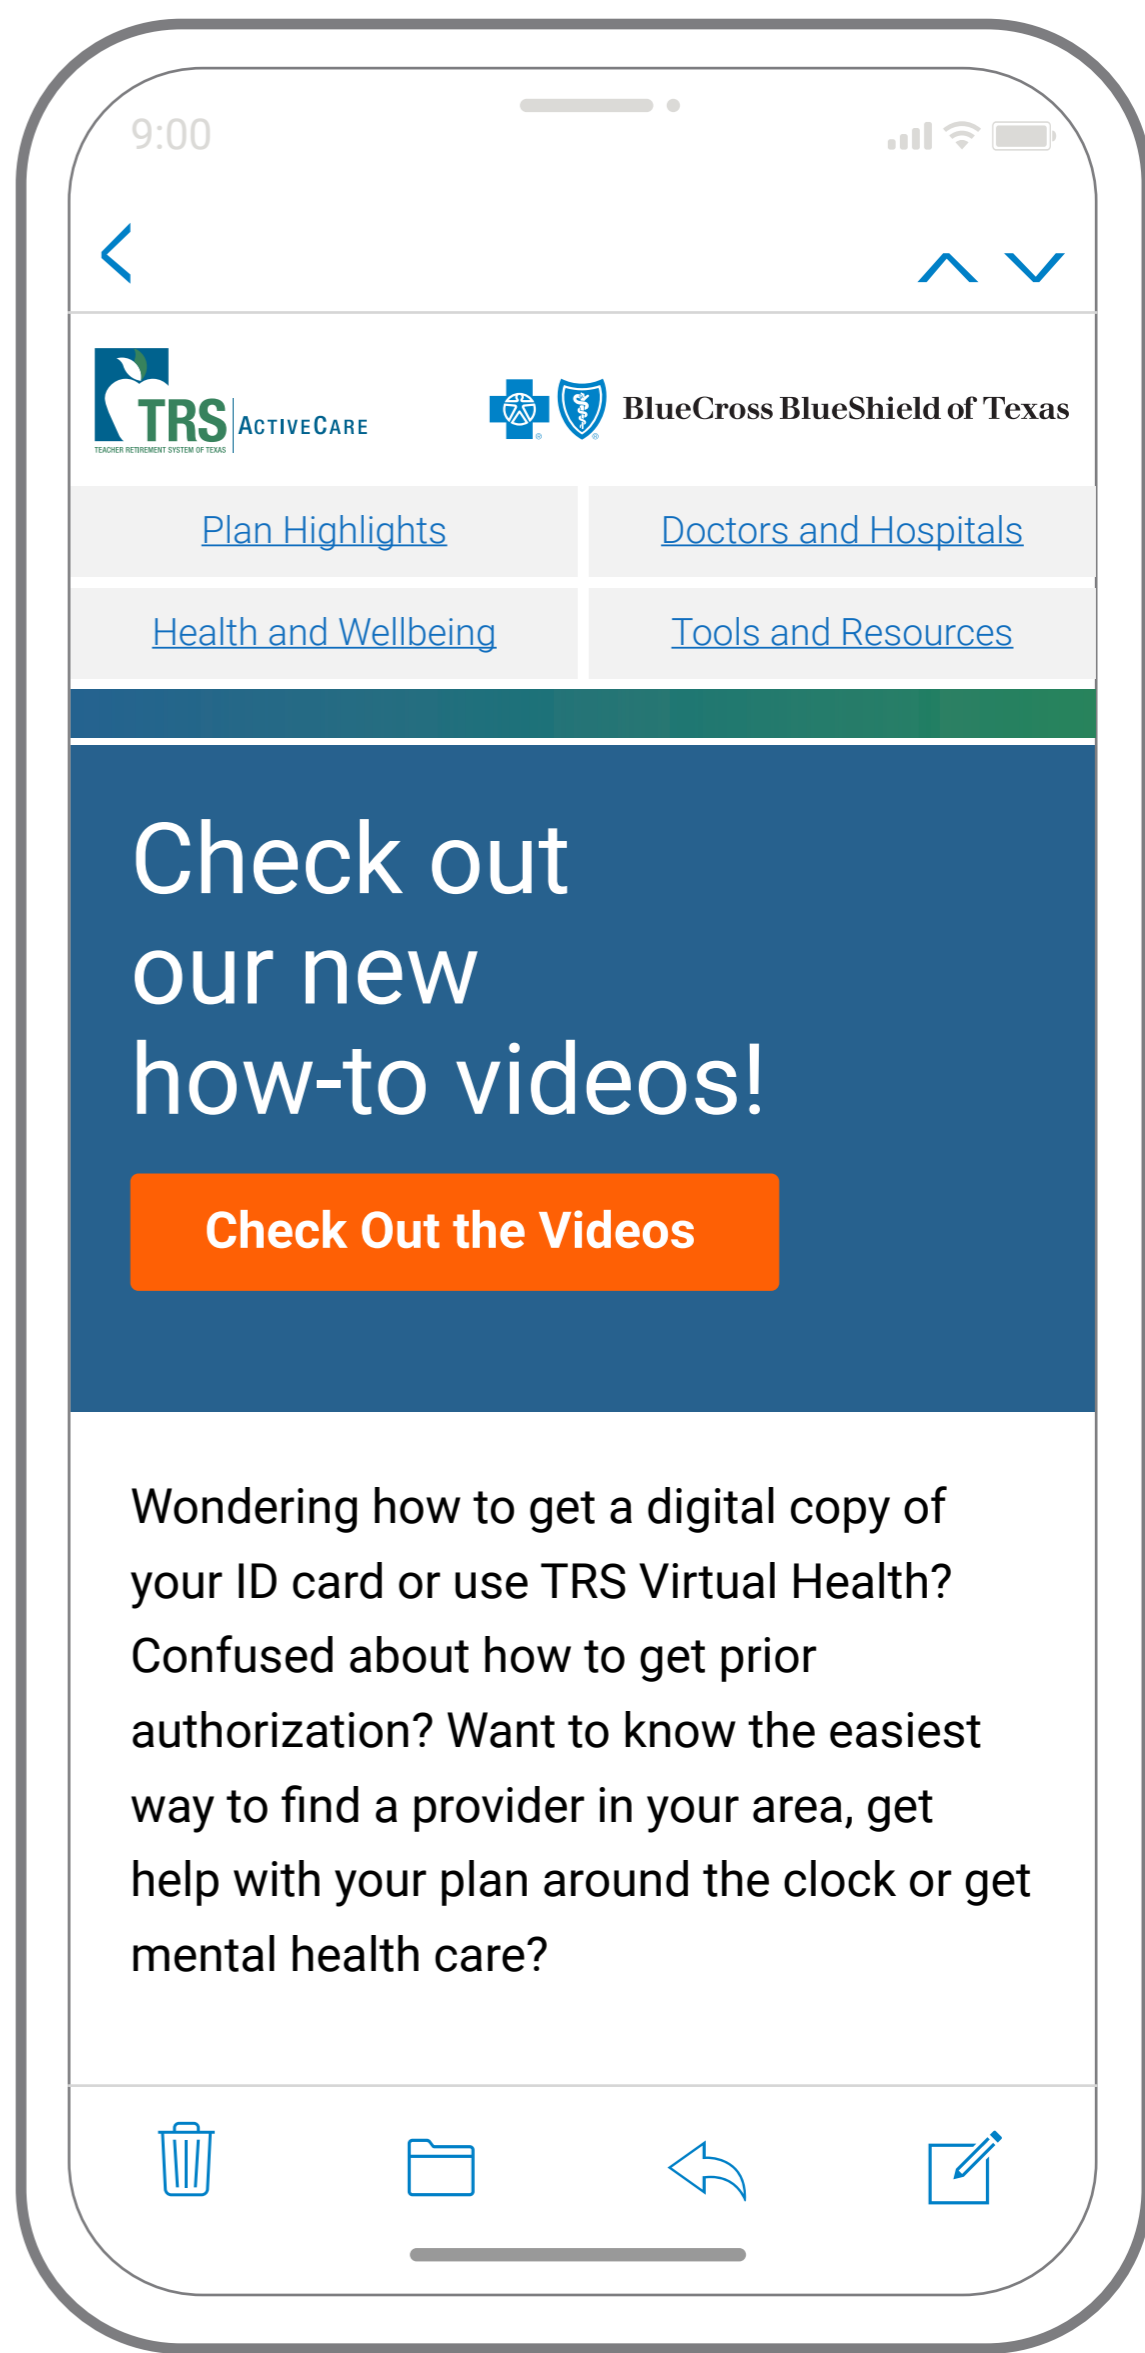 9:00
TRS
ACTIVECARE
TEACHER RETIREMENT SYSTEM OF TEXAS
BlueCross BlueShield of Texas
Plan Highlights
Doctors and Hospitals
Health and Wellbeing
Tools and Resources
Check out
our new
how-to videos!
Check Out the Videos
Wondering how to get a digital copy of
your ID card or use TRS Virtual Health?
Confused about how to get prior
authorization? Want to know the easiest
way to find a provider in your area, get
help with your plan around the clock or get
mental health care?